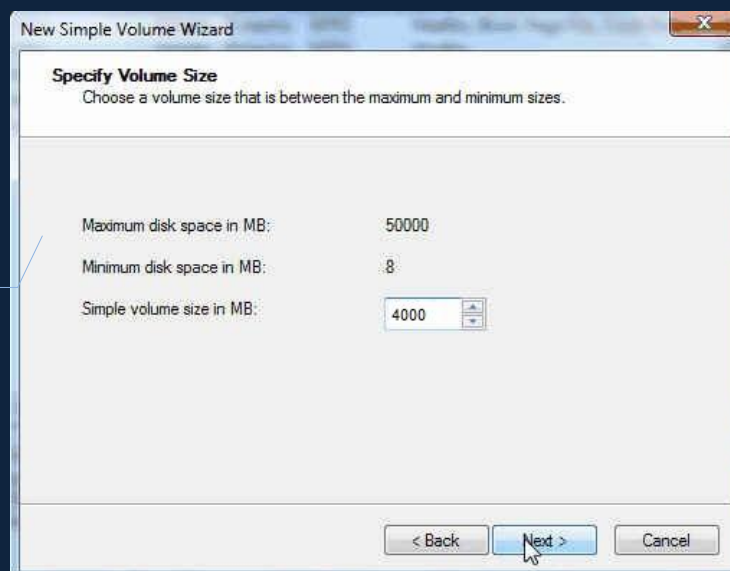 New Simple Volume Wizard
Specify Volume Size
Choose a volume size that is between the maximum and minimum sizes.
Maximum disk space in MB: 50000
Minimum disk space in MB: 8
Simple volume size in MB: 4000
< Back Next > Cancel